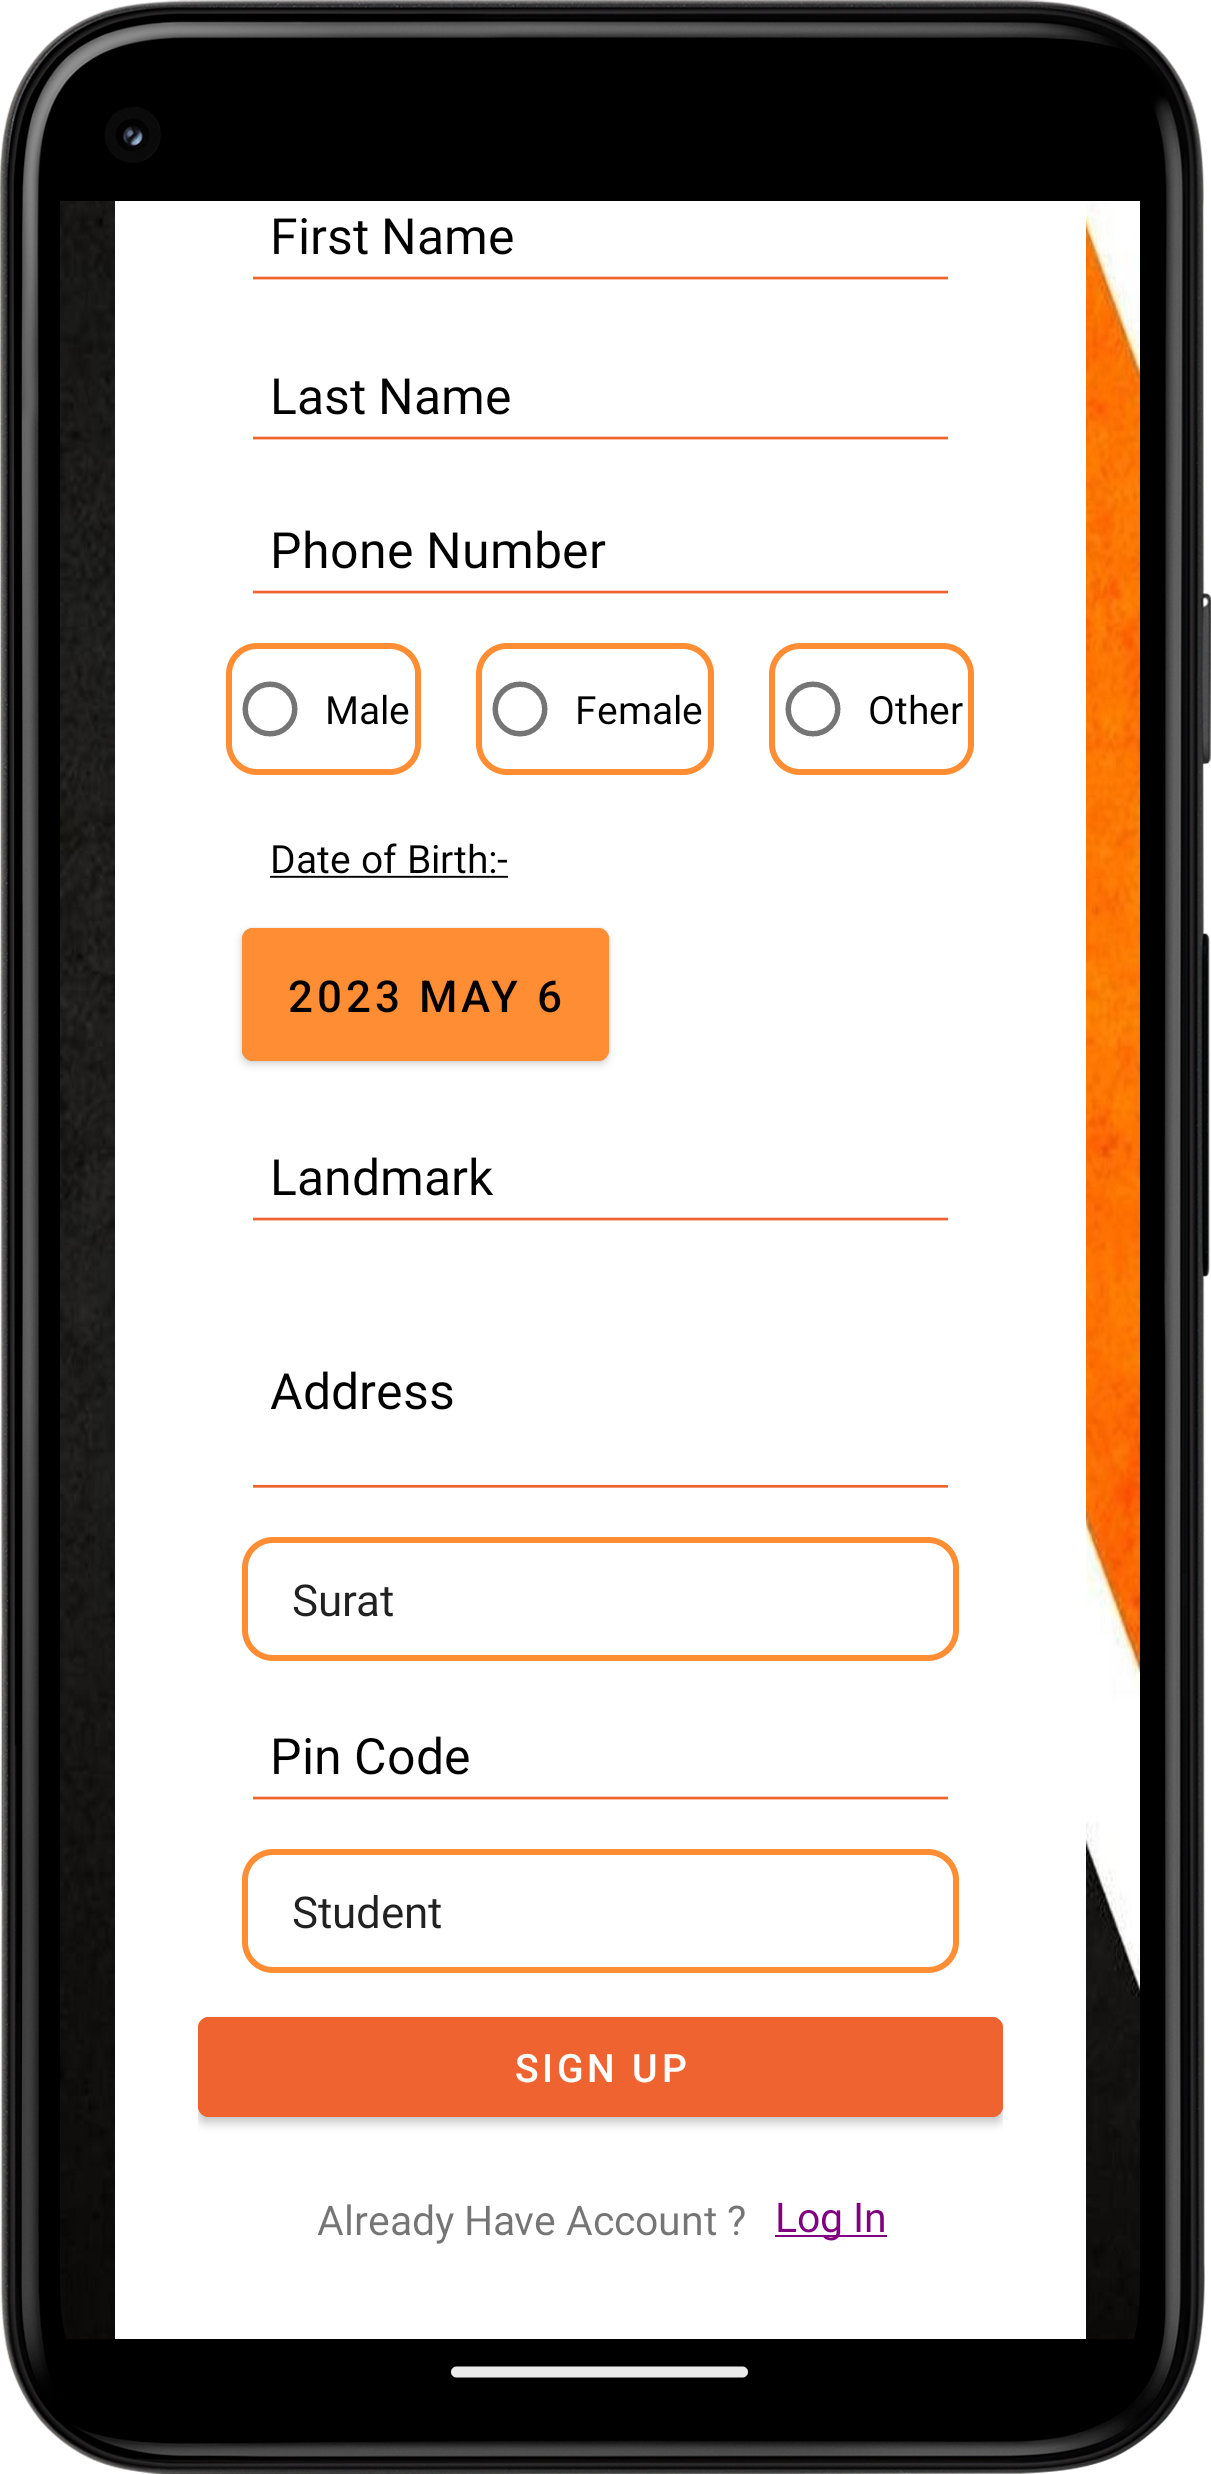 First Name
Last Name
Phone Number
Male Female Other
Date of Birth:-
2023 MAY 6
Landmark
Address
Surat
Pin Code
Student
SIGN UP
Already Have Account ? Log In